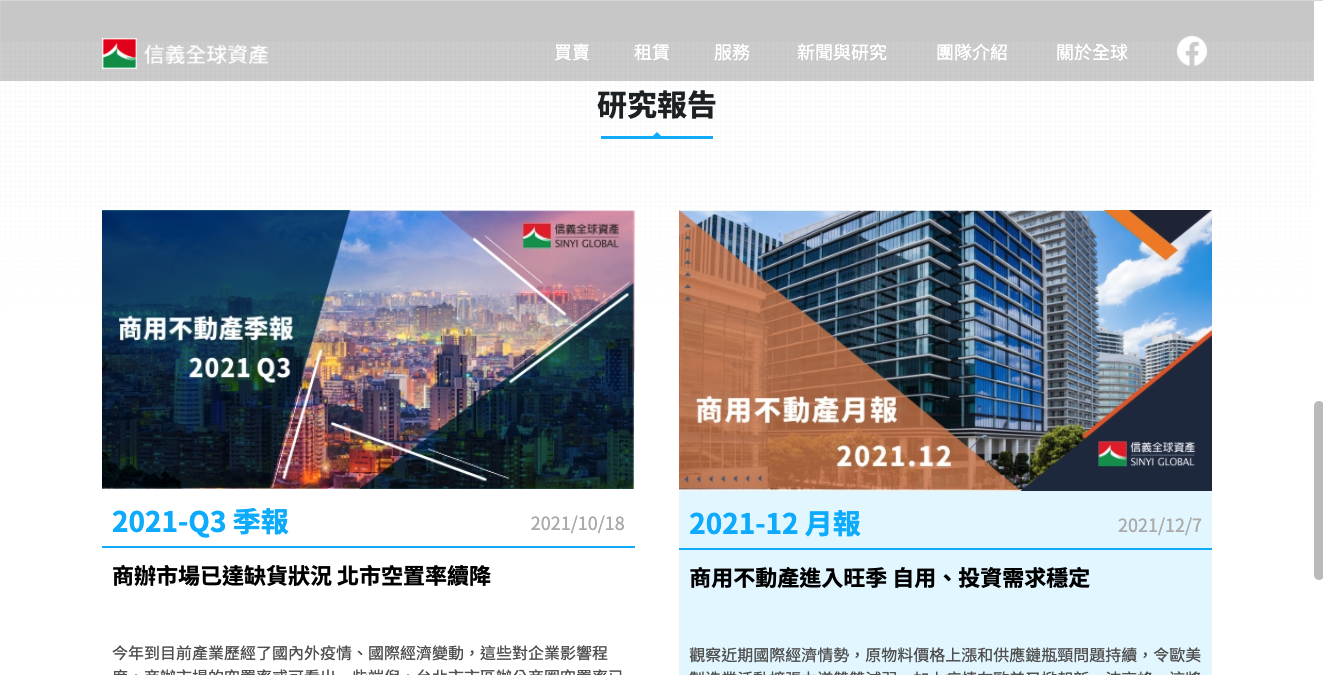 信義全球資產
買賣 租賃 服務 新聞與研究 團隊介紹 關於全球
研究報告
信義全球資產
SINYI GLOBAL
商用不動產季報
2021 Q3
2021-Q3 季報
2021/10/18
商辦市場已達缺貨狀況 北市空置率續降
今年到目前產業歷經了國內外疫情、國際經濟變動，這些對企業影響程
商用不動產月報
2021.12
信義全球資產
SINYI GLOBAL
2021-12 月報
2021/12/7
商用不動產進入旺季 自用、投資需求穩定
觀察近期國際經濟情勢，原物料價格上漲和供應鏈瓶頸問題持續，令歐美